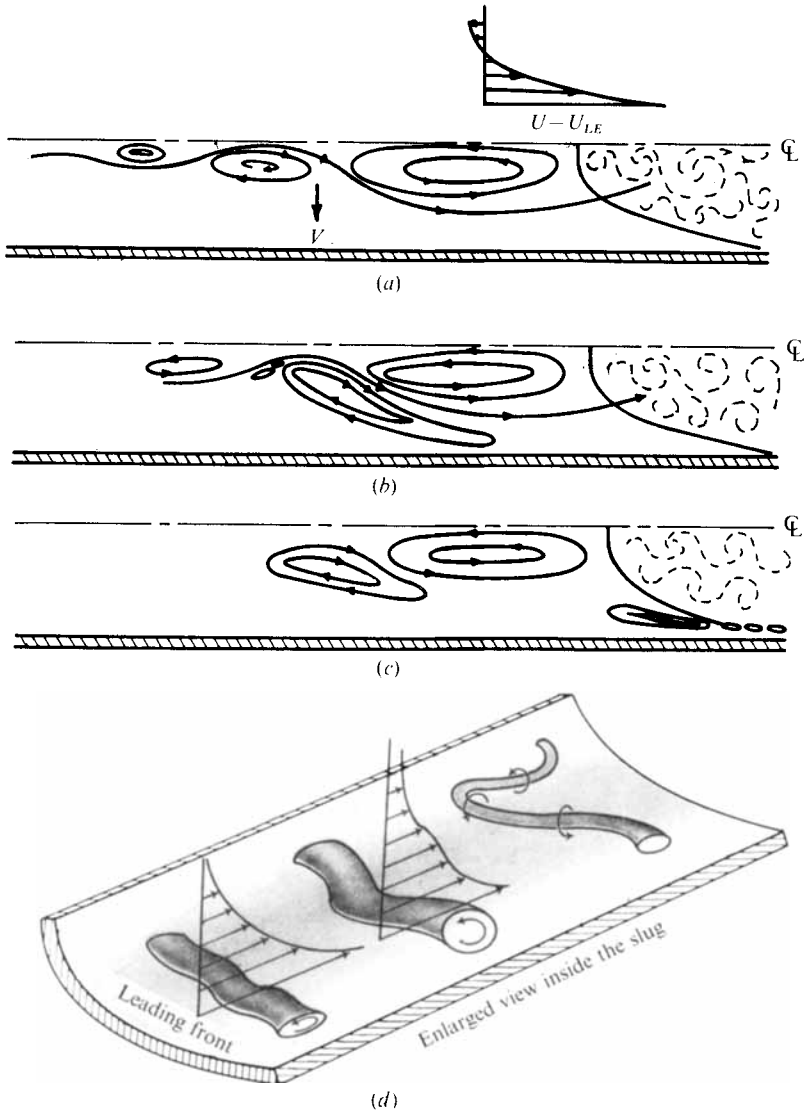 U − U_LE
℄
V
(a)
℄
(b)
℄
(c)
Leading front
Enlarged view inside the slug
(d)